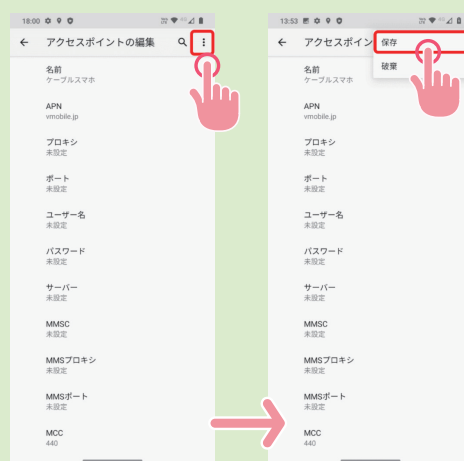 18:00
アクセスポイントの編集
名前
ケーブルスマホ
APN
vmobile.jp
プロキシ
未設定
ポート
未設定
ユーザー名
未設定
パスワード
未設定
サーバー
未設定
MMSC
未設定
MMSプロキシ
未設定
MMSポート
未設定
MCC
440
13:53
アクセスポイン
保存
破棄
名前
ケーブルスマホ
APN
vmobile.jp
プロキシ
未設定
ポート
未設定
ユーザー名
未設定
パスワード
未設定
サーバー
未設定
MMSC
未設定
MMSプロキシ
未設定
MMSポート
未設定
MCC
440